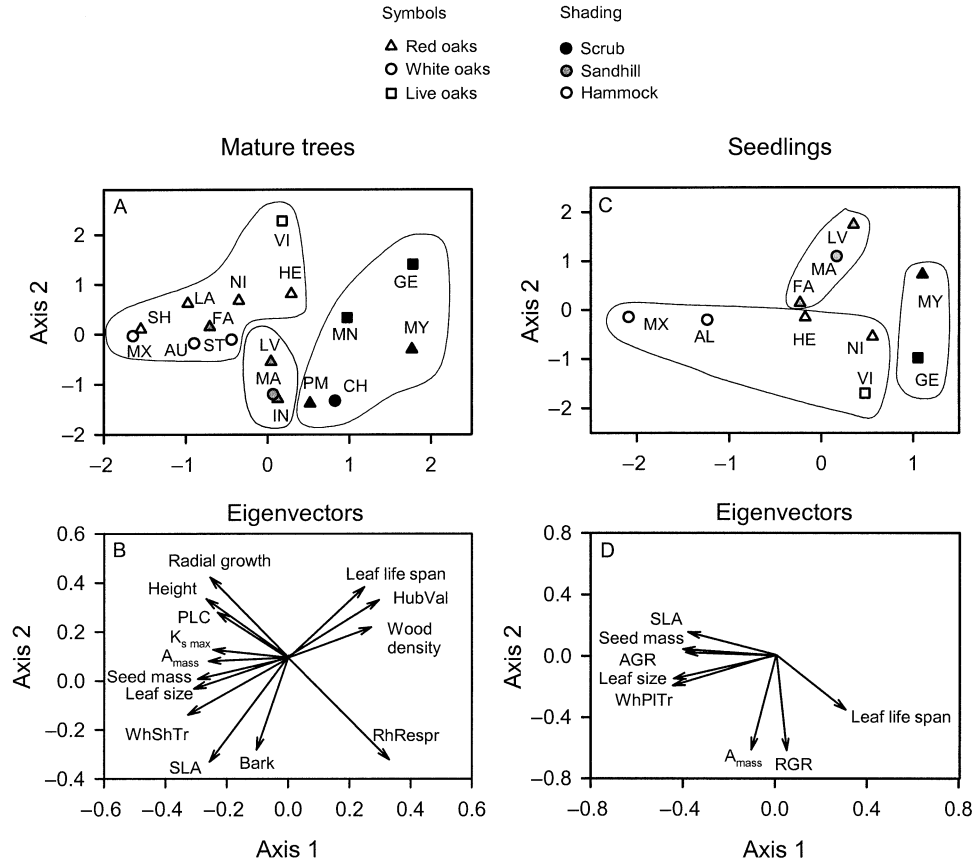 Symbols
Shading
Red oaks
White oaks
Live oaks
Scrub
Sandhill
Hammock
Mature trees
A
Axis 2
2
1
0
−1
−2
VI
NI
HE
LA
SH
FA
MX
AU
ST
GE
MN
MY
LV
MA
PM
CH
IN
−2
−1
0
1
2
Seedlings
C
Axis 2
2
1
0
−1
−2
LV
MA
FA
MX
AL
HE
NI
VI
MY
GE
−2
−1
0
1
Eigenvectors
B
Axis 2
0.6
0.4
0.2
0.0
−0.2
−0.4
Radial growth
Height
PLC
Ks max
Amass
Seed mass
Leaf size
WhShTr
SLA
Bark
Leaf life span
HubVal
Wood
density
RhRespr
−0.6
−0.4
−0.2
0.0
0.2
0.4
0.6
Axis 1
Eigenvectors
D
Axis 2
0.8
0.4
0.0
−0.4
−0.8
SLA
Seed mass
AGR
Leaf size
WhPlTr
Amass
RGR
Leaf life span
−0.8
−0.4
0.0
0.4
0.8
Axis 1